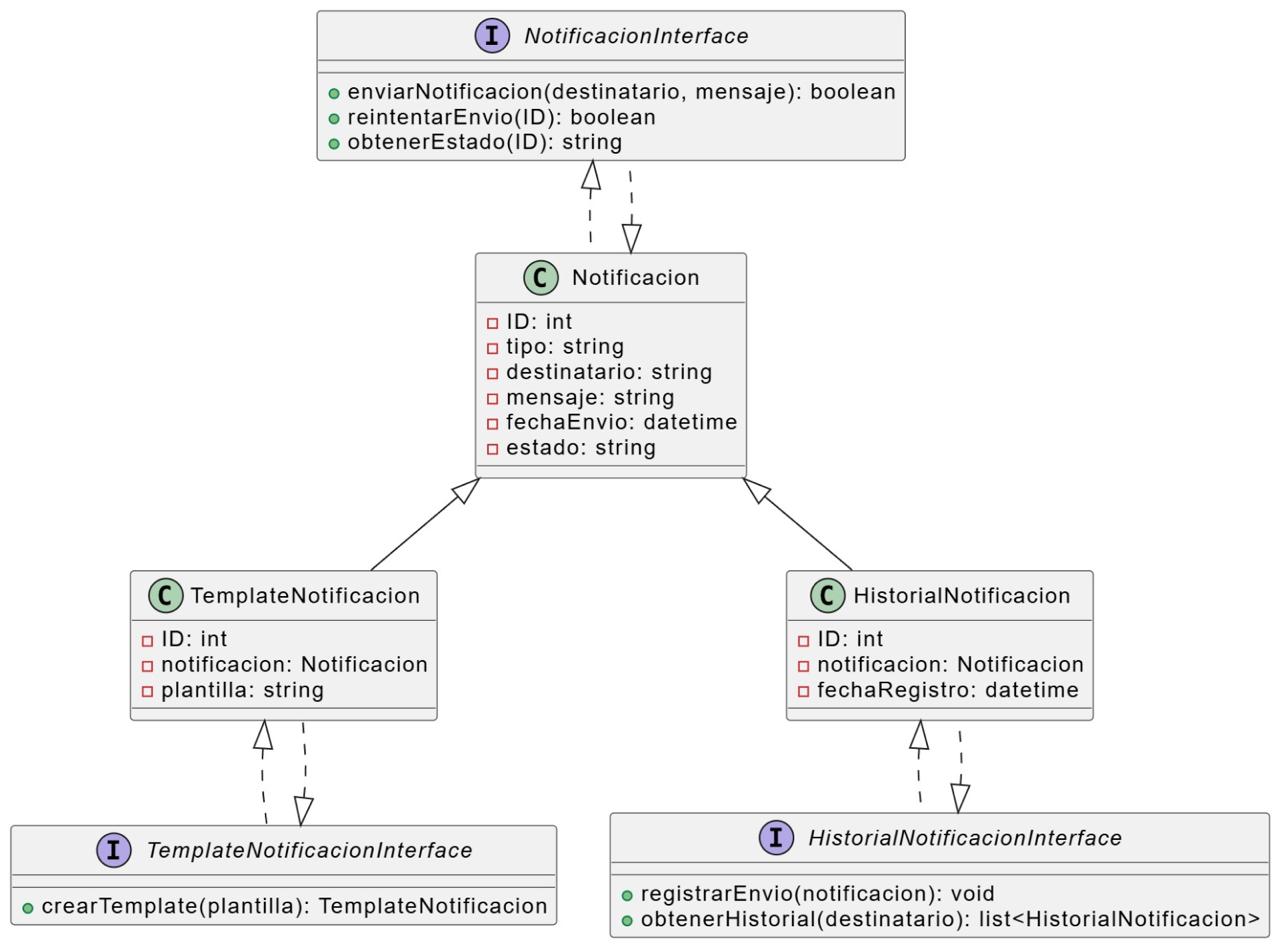 I NotificacionInterface
enviarNotificacion(destinatario, mensaje): boolean
reintentarEnvio(ID): boolean
obtenerEstado(ID): string
C Notificacion
ID: int
tipo: string
destinatario: string
mensaje: string
fechaEnvio: datetime
estado: string
C TemplateNotificacion
ID: int
notificacion: Notificacion
plantilla: string
C HistorialNotificacion
ID: int
notificacion: Notificacion
fechaRegistro: datetime
I TemplateNotificacionInterface
crearTemplate(plantilla): TemplateNotificacion
I HistorialNotificacionInterface
registrarEnvio(notificacion): void
obtenerHistorial(destinatario): list<HistorialNotificacion>